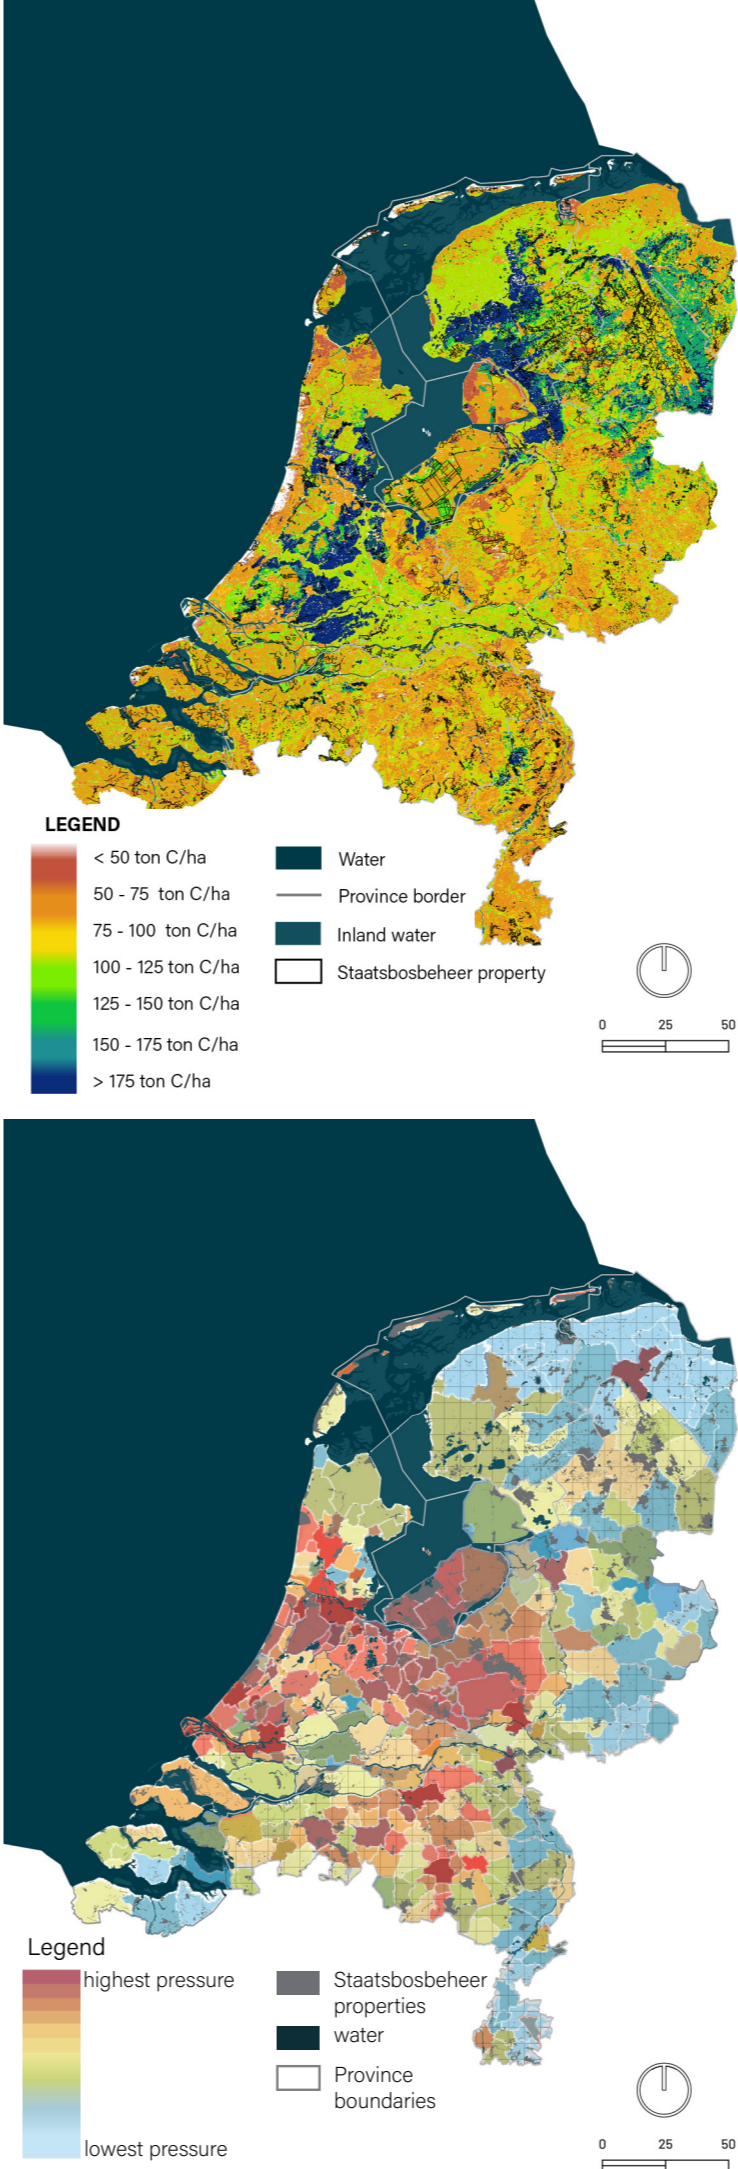 LEGEND
< 50 ton C/ha
50 - 75 ton C/ha
75 - 100 ton C/ha
100 - 125 ton C/ha
125 - 150 ton C/ha
150 - 175 ton C/ha
> 175 ton C/ha
Water
Province border
Inland water
Staatsbosbeheer property
0 25 50
Legend
highest pressure
lowest pressure
Staatsbosbeheer
properties
water
Province
boundaries
0 25 50